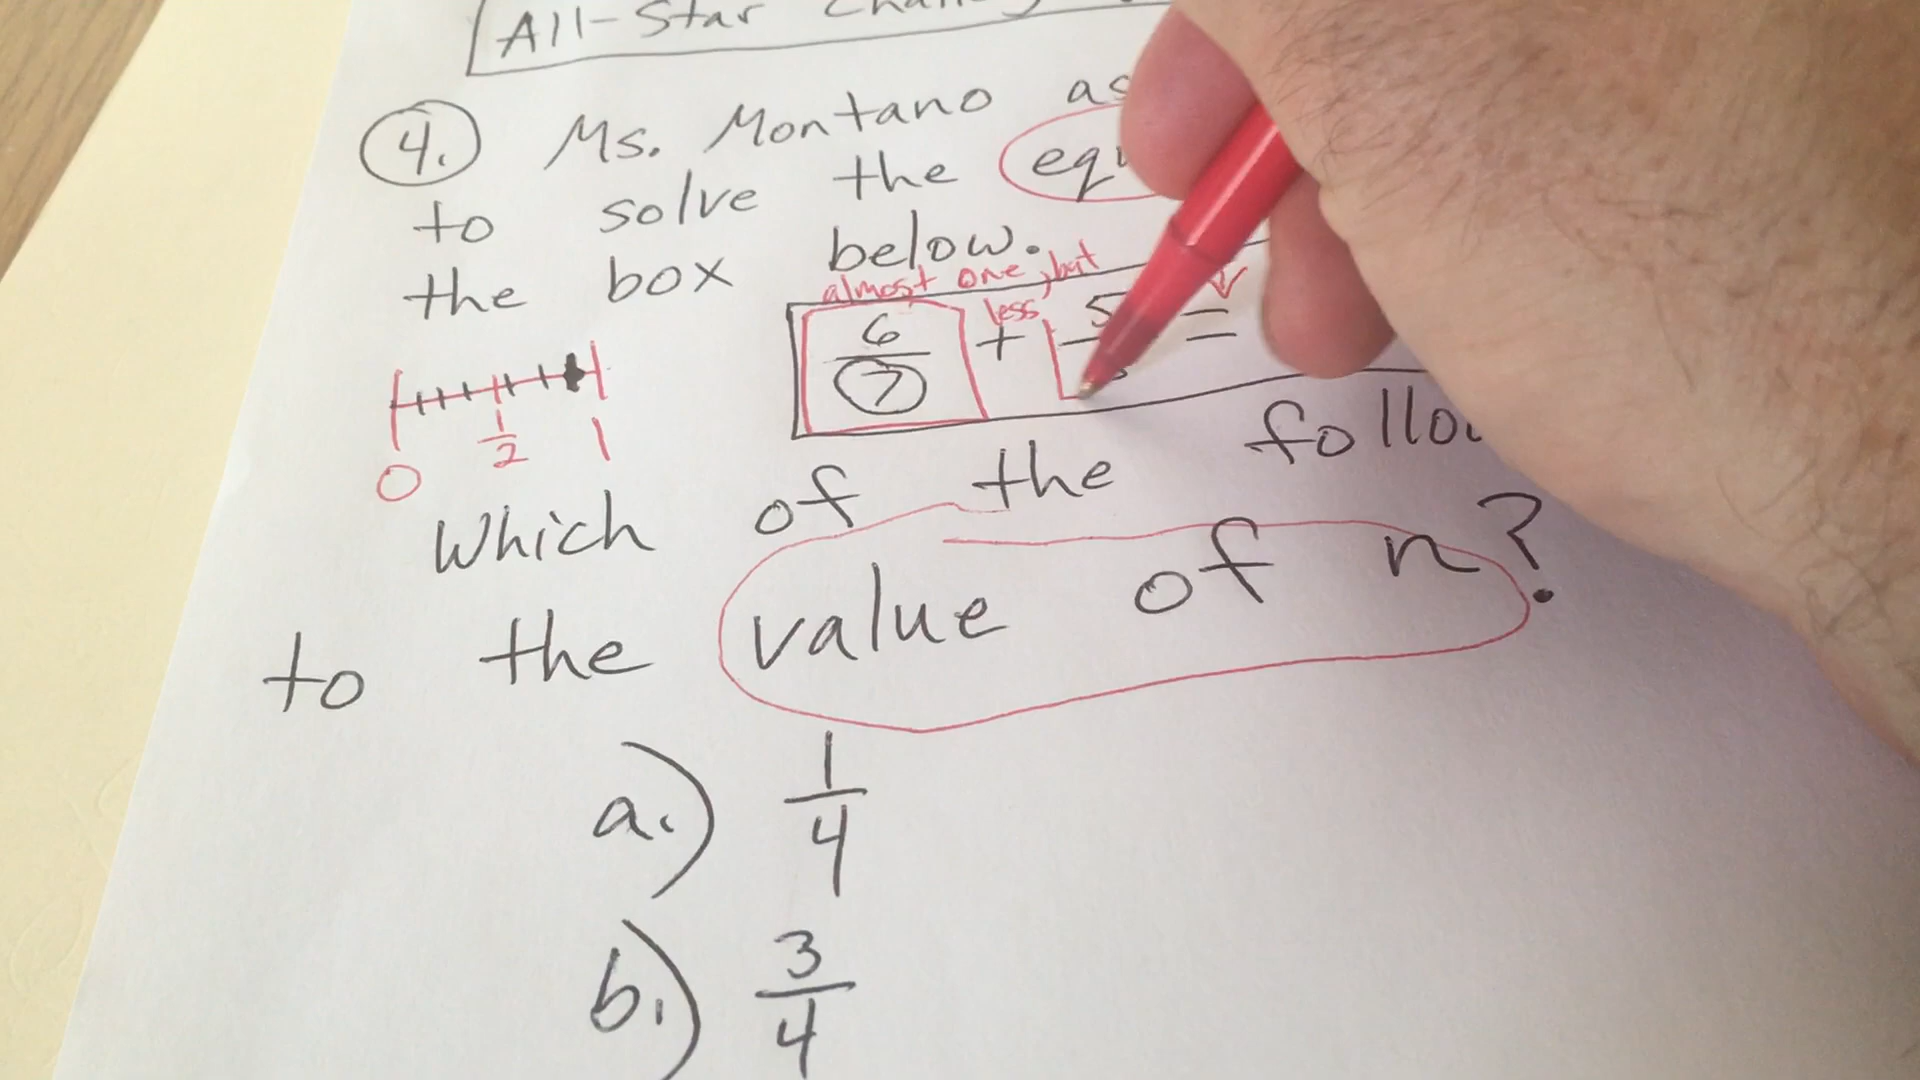 All-Star
4. Ms. Montano
to solve the
the box below.
almost one, but
less
6/7 + 5 =
0 1/2 1
Which of the
to the value of n?
a.) 1/4
b.) 3/4